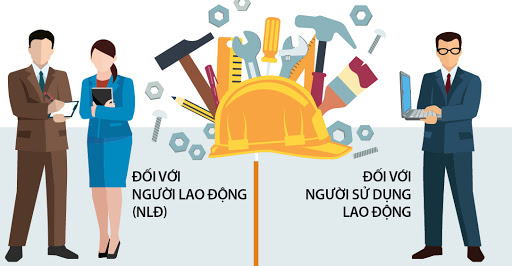 ĐỐI VỚI
NGƯỜI LAO ĐỘNG
(NLĐ)
ĐỐI VỚI
NGƯỜI SỬ DỤNG
LAO ĐỘNG